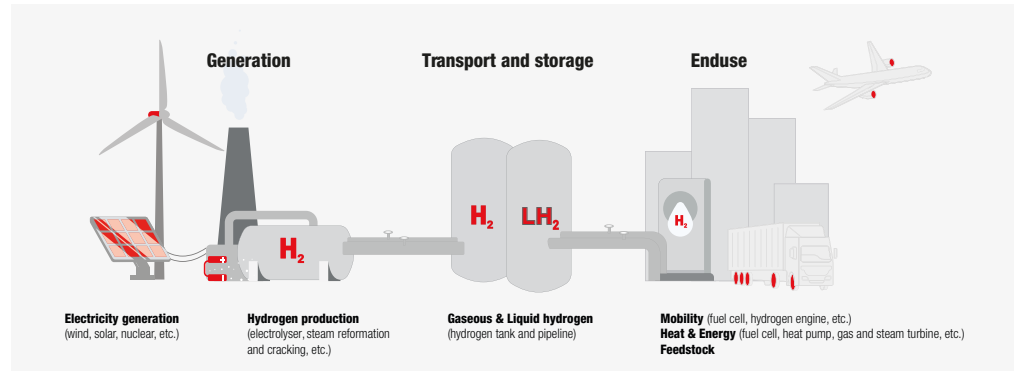 Generation
Transport and storage
Enduse
H2
H2
LH2
H2
Electricity generation
(wind, solar, nuclear, etc.)
Hydrogen production
(electrolyser, steam reformation
and cracking, etc.)
Gaseous & Liquid hydrogen
(hydrogen tank and pipeline)
Mobility (fuel cell, hydrogen engine, etc.)
Heat & Energy (fuel cell, heat pump, gas and steam turbine, etc.)
Feedstock